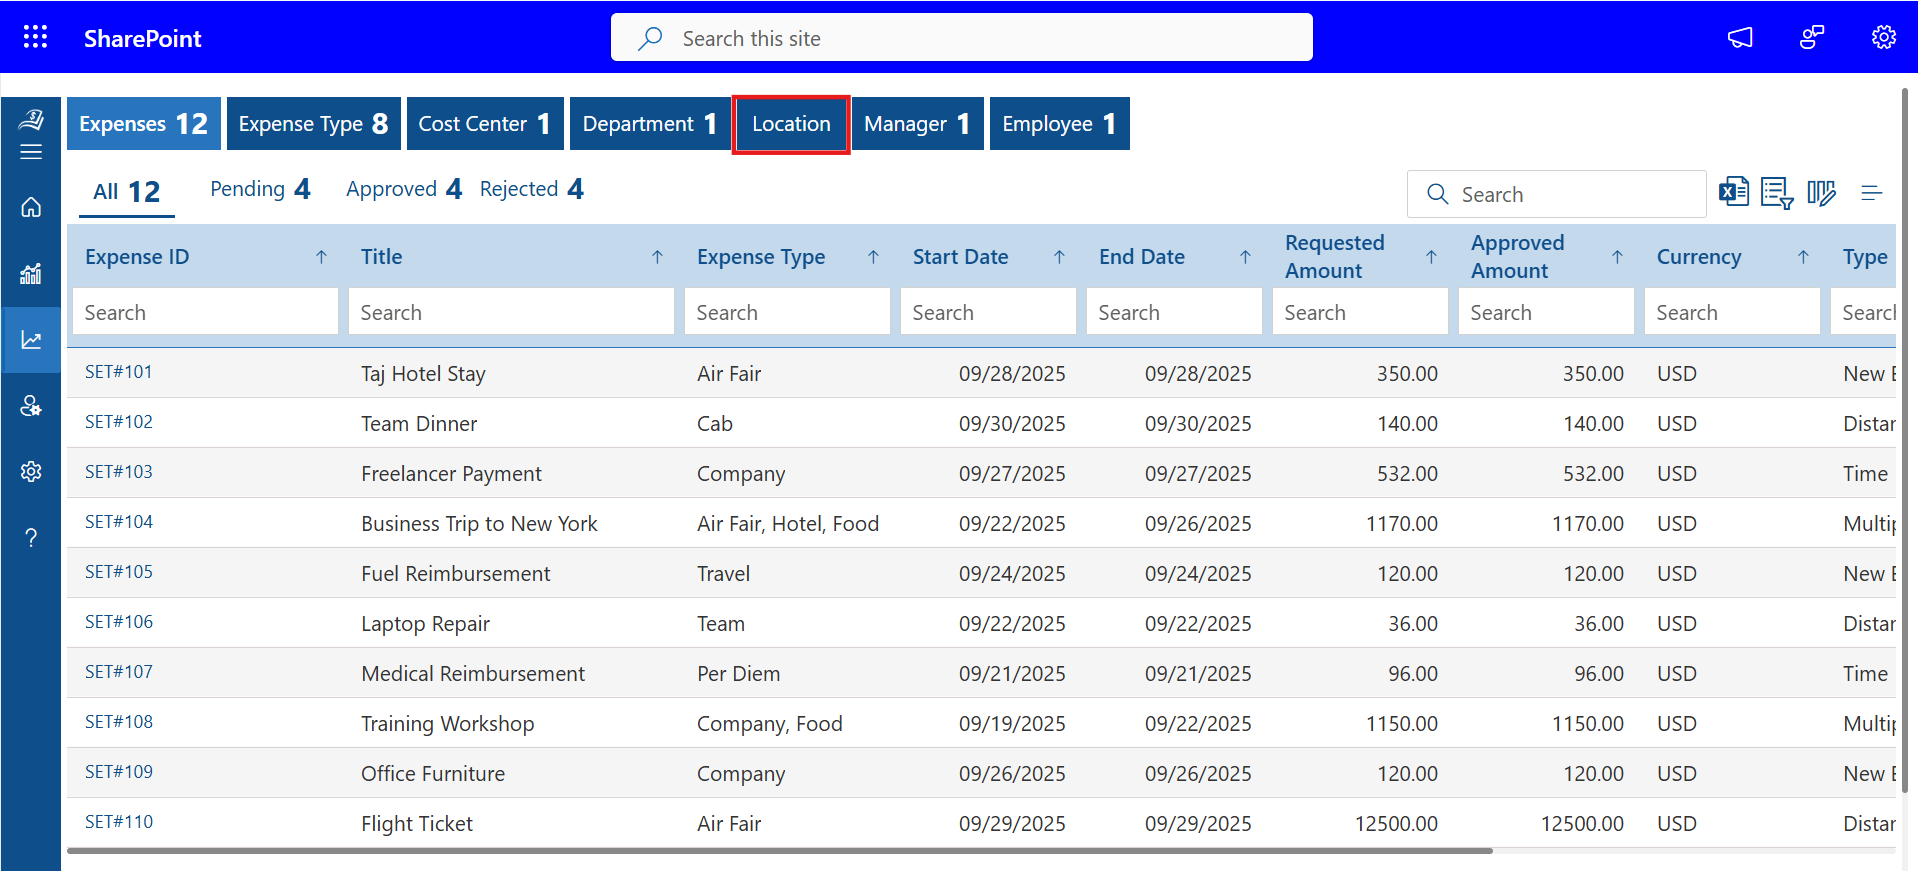 SharePoint
Search this site
Expenses 12 Expense Type 8 Cost Center 1 Department 1 Location Manager 1 Employee 1
All 12 Pending 4 Approved 4 Rejected 4
Search
Expense ID Title Expense Type Start Date End Date Requested Amount Approved Amount Currency Type
Search Search Search Search Search Search Search Search Search
SET#101 Taj Hotel Stay Air Fair 09/28/2025 09/28/2025 350.00 350.00 USD New E
SET#102 Team Dinner Cab 09/30/2025 09/30/2025 140.00 140.00 USD Distar
SET#103 Freelancer Payment Company 09/27/2025 09/27/2025 532.00 532.00 USD Time
SET#104 Business Trip to New York Air Fair, Hotel, Food 09/22/2025 09/26/2025 1170.00 1170.00 USD Multip
SET#105 Fuel Reimbursement Travel 09/24/2025 09/24/2025 120.00 120.00 USD New E
SET#106 Laptop Repair Team 09/22/2025 09/22/2025 36.00 36.00 USD Distar
SET#107 Medical Reimbursement Per Diem 09/21/2025 09/21/2025 96.00 96.00 USD Time
SET#108 Training Workshop Company, Food 09/19/2025 09/22/2025 1150.00 1150.00 USD Multip
SET#109 Office Furniture Company 09/26/2025 09/26/2025 120.00 120.00 USD New E
SET#110 Flight Ticket Air Fair 09/29/2025 09/29/2025 12500.00 12500.00 USD Distar